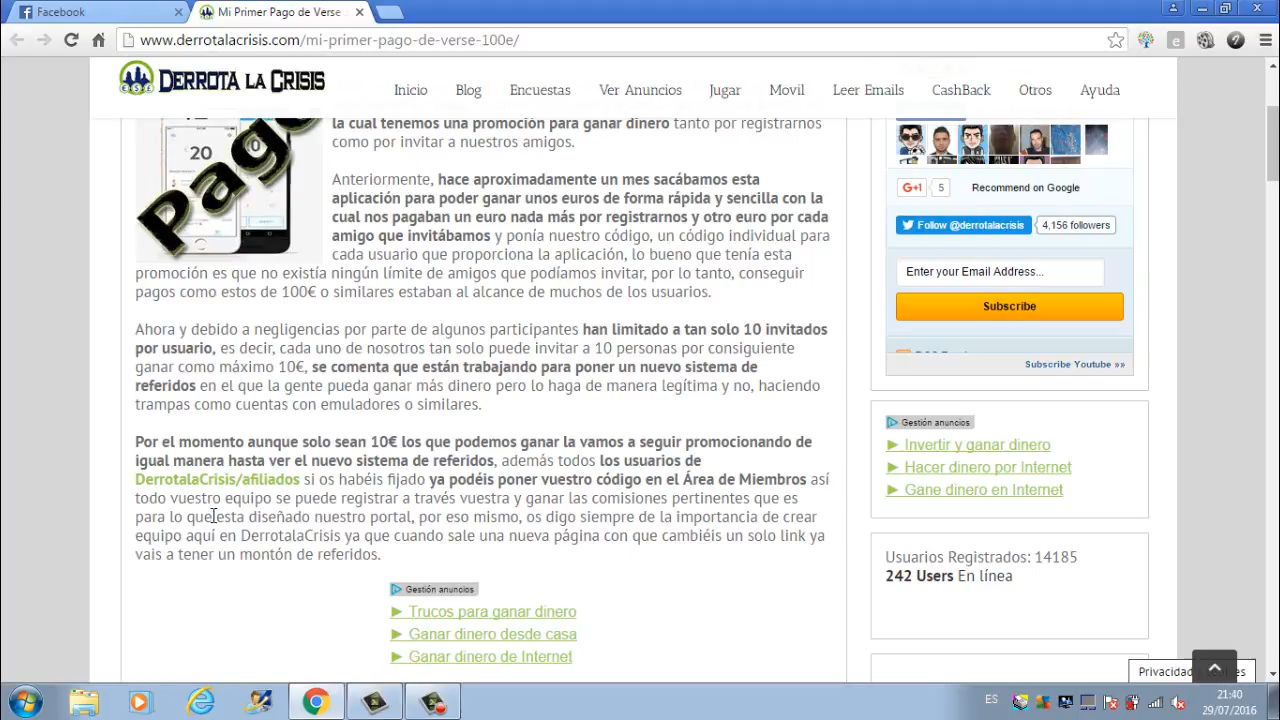 Facebook
Mi Primer Pago de Verse
www.derrotalacrisis.com/mi-primer-pago-de-verse-100e/
DERROTA LA CRISIS
Inicio Blog Encuestas Ver Anuncios Jugar Movil Leer Emails CashBack Otros Ayuda
20
Pago
la cual tenemos una promoción para ganar dinero tanto por registrarnos
como por invitar a nuestros amigos.
Anteriormente, hace aproximadamente un mes sacábamos esta
aplicación para poder ganar unos euros de forma rápida y sencilla con la
cual nos pagaban un euro nada más por registrarnos y otro euro por cada
amigo que invitábamos y ponía nuestro código, un código individual para
cada usuario que proporciona la aplicación, lo bueno que tenía esta
promoción es que no existía ningún límite de amigos que podíamos invitar, por lo tanto, conseguir
pagos como estos de 100€ o similares estaban al alcance de muchos de los usuarios.
Ahora y debido a negligencias por parte de algunos participantes han limitado a tan solo 10 invitados
por usuario, es decir, cada uno de nosotros tan solo puede invitar a 10 personas por consiguiente
ganar como máximo 10€, se comenta que están trabajando para poner un nuevo sistema de
referidos en el que la gente pueda ganar más dinero pero lo haga de manera legítima y no, haciendo
trampas como cuentas con emuladores o similares.
Por el momento aunque solo sean 10€ los que podemos ganar la vamos a seguir promocionando de
igual manera hasta ver el nuevo sistema de referidos, además todos los usuarios de
DerrotalaCrisis/afiliados si os habéis fijado ya podéis poner vuestro código en el Área de Miembros así
todo vuestro equipo se puede registrar a través vuestra y ganar las comisiones pertinentes que es
para lo que esta diseñado nuestro portal, por eso mismo, os digo siempre de la importancia de crear
equipo aquí en DerrotalaCrisis ya que cuando sale una nueva página con que cambiéis un solo link ya
vais a tener un montón de referidos.
Gestión anuncios
► Trucos para ganar dinero
► Ganar dinero desde casa
► Ganar dinero de Internet
G+1 5 Recommend on Google
Follow @derrotalacrisis 4,156 followers
Enter your Email Address...
Subscribe
Subscribe Youtube »»
Gestión anuncios
► Invertir y ganar dinero
► Hacer dinero por Internet
► Gane dinero en Internet
Usuarios Registrados: 14185
242 Users En línea
ES
21:40
29/07/2016